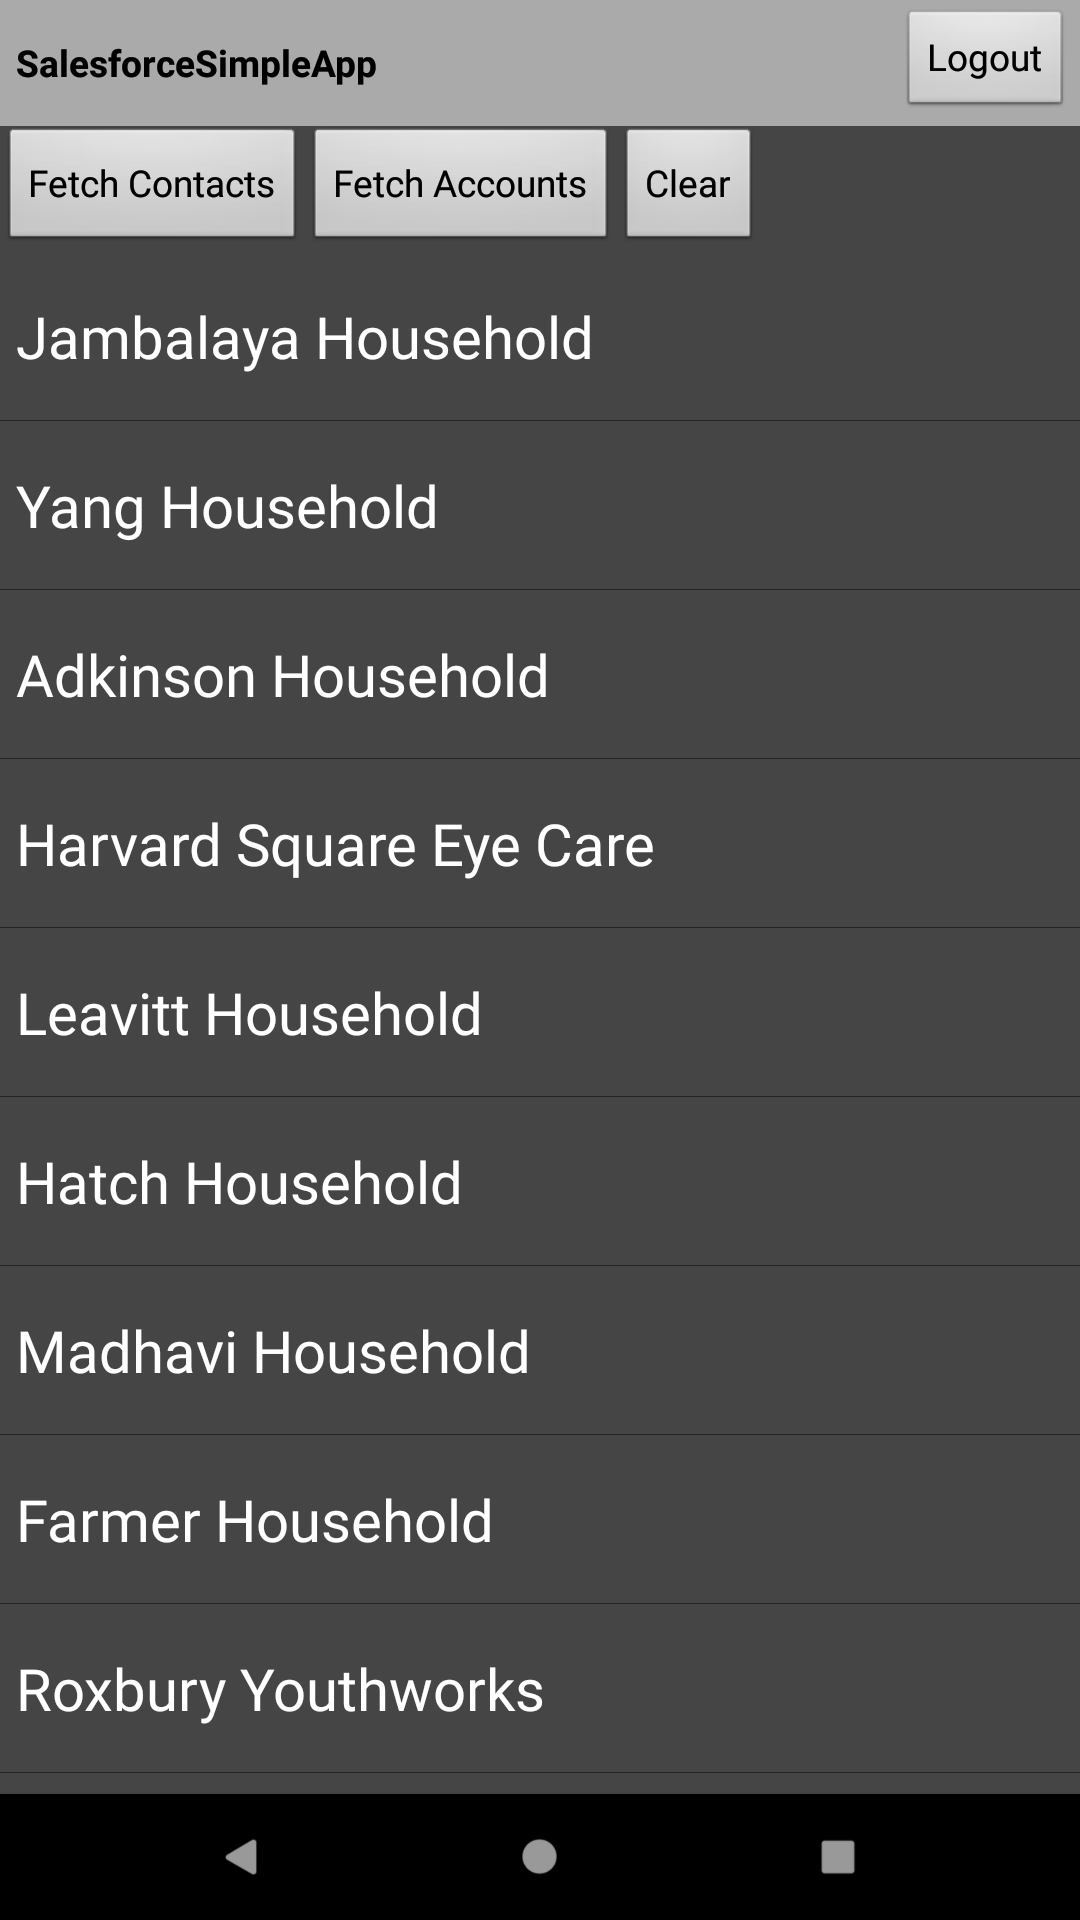 SalesforceSimpleApp
Logout
Fetch Contacts
Fetch Accounts
Clear
Jambalaya Household
Yang Household
Adkinson Household
Harvard Square Eye Care
Leavitt Household
Hatch Household
Madhavi Household
Farmer Household
Roxbury Youthworks